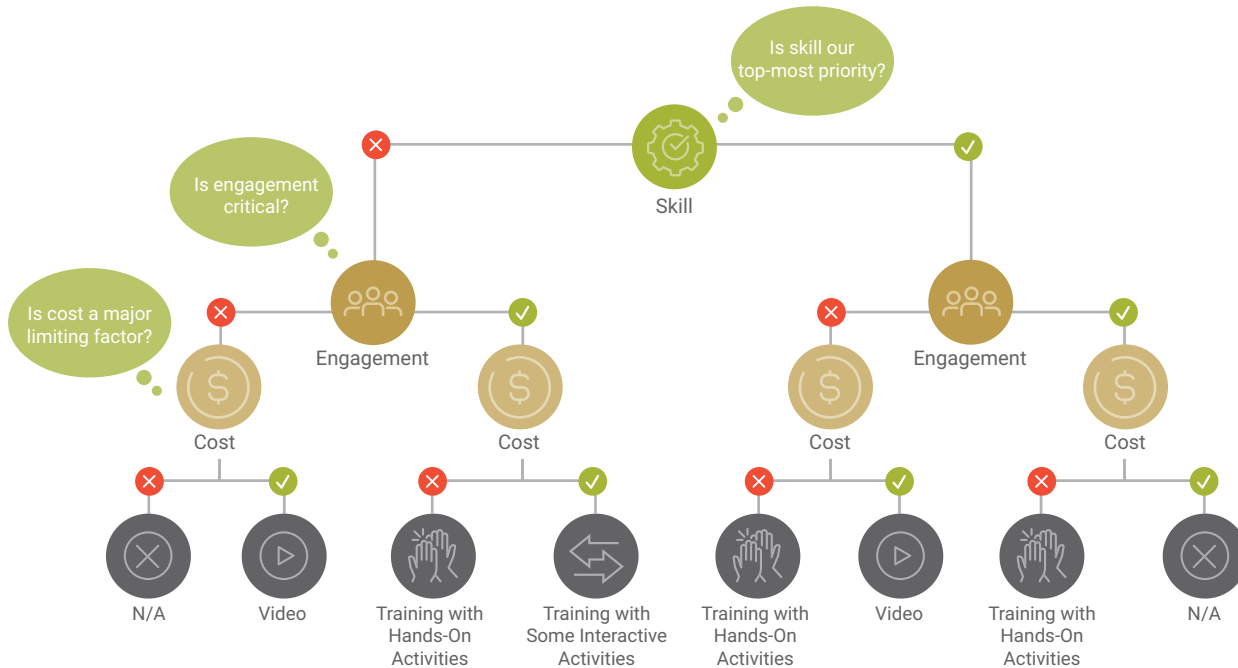 Is skill our
top-most priority?
Skill
Is engagement
critical?
Engagement
Engagement
Is cost a major
limiting factor?
Cost
Cost
Cost
Cost
N/A
Video
Training with
Hands-On
Activities
Training with
Some Interactive
Activities
Training with
Hands-On
Activities
Video
Training with
Hands-On
Activities
N/A